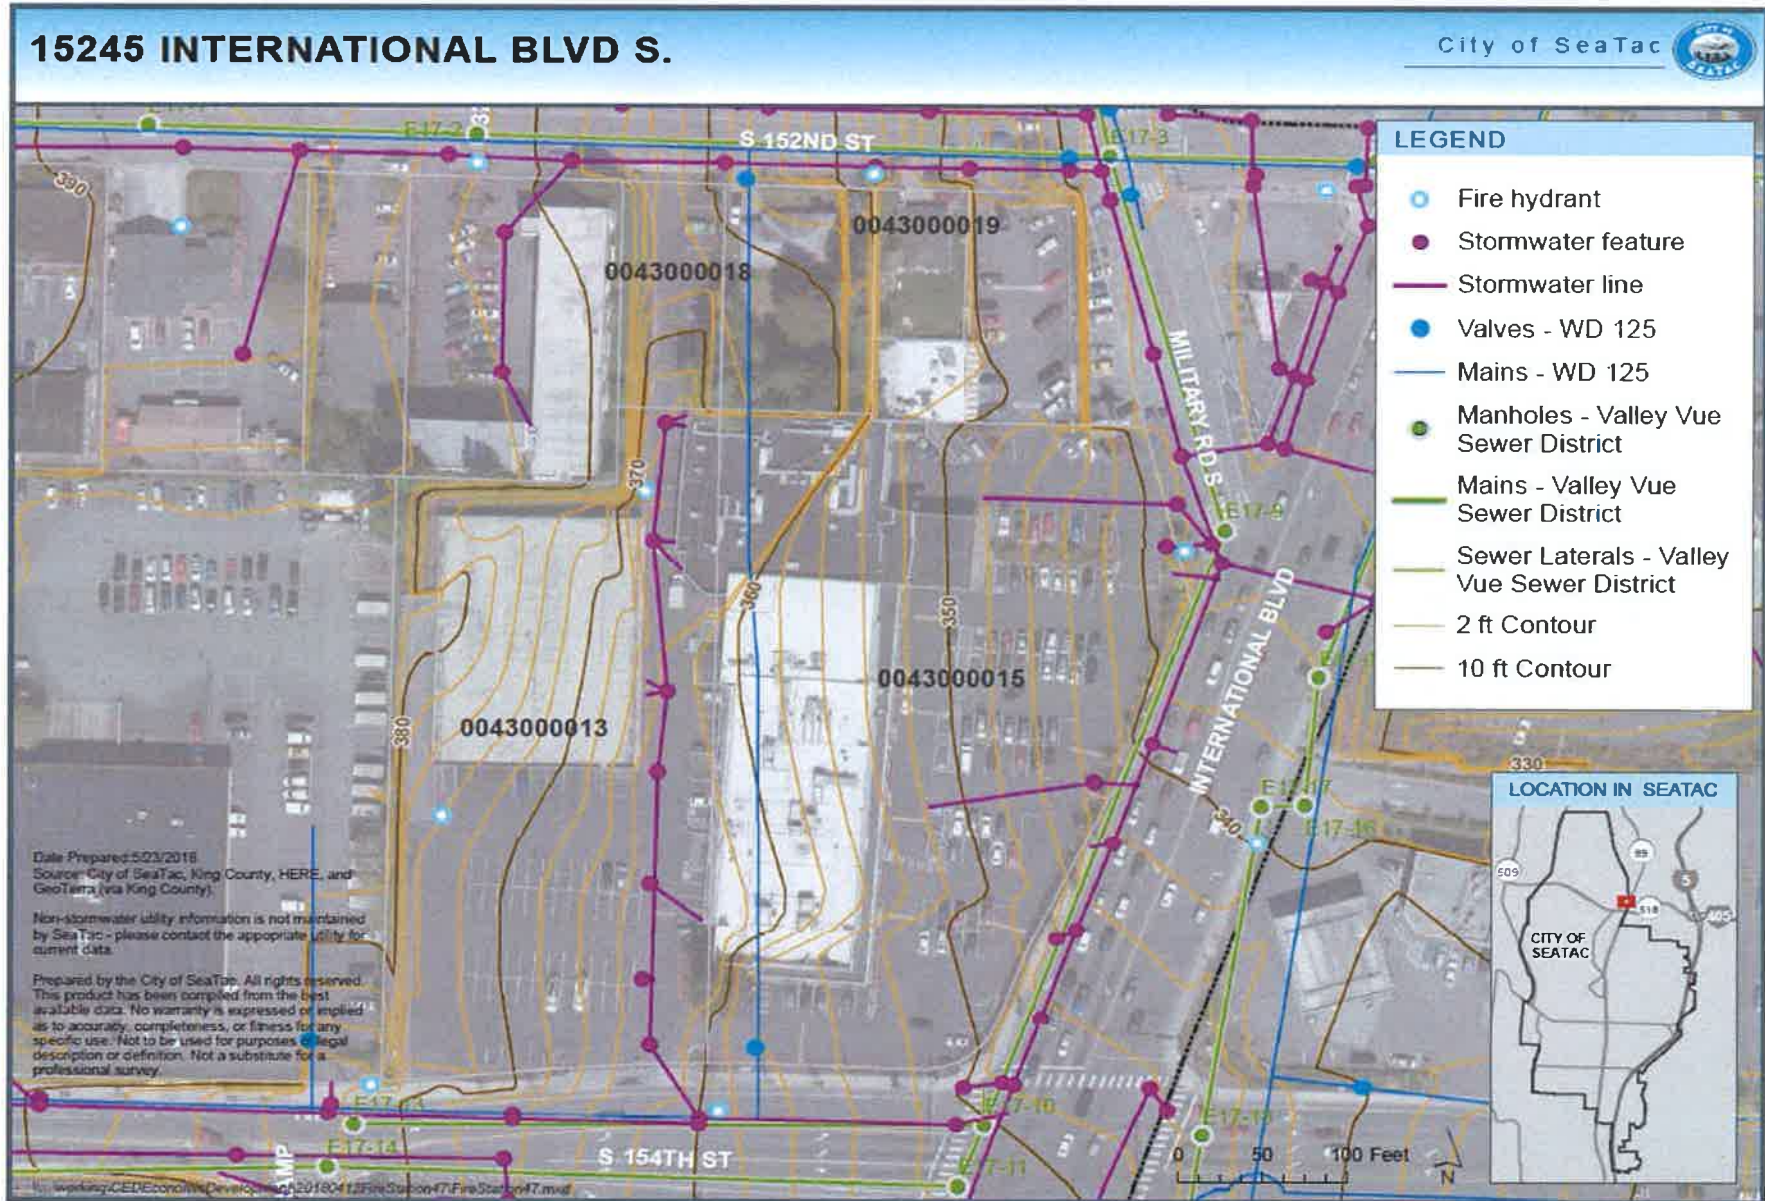 15245 INTERNATIONAL BLVD S.
City of SeaTac
CITY OF
SEATAC
LEGEND
Fire hydrant
Stormwater feature
Stormwater line
Valves - WD 125
Mains - WD 125
Manholes - Valley Vue
Sewer District
Mains - Valley Vue
Sewer District
Sewer Laterals - Valley
Vue Sewer District
2 ft Contour
10 ft Contour
E17-2
S 152ND ST
E17-3
390
0043000019
0043000018
MILITARY RD S
370
E17-9
360
350
INTERNATIONAL BLVD
0043000015
0043000013
380
330
E17-17
E17-16
340
LOCATION IN SEATAC
509
99
5
518
405
CITY OF
SEATAC
Date Prepared:5/23/2018
Source: City of SeaTac, King County, HERE, and
GeoTerra (via King County).
Non-stormwater utility information is not maintained
by SeaTac - please contact the appopriate utility for
current data.
Prepared by the City of SeaTac. All rights reserved.
This product has been compiled from the best
available data. No warranty is expressed or implied
as to accuracy, completeness, or fitness for any
specific use. Not to be used for purposes of legal
description or definition. Not a substitute for a
professional survey.
E17-10
E17-14
MP
S 154TH ST
E17-11
0 50 100 Feet
N